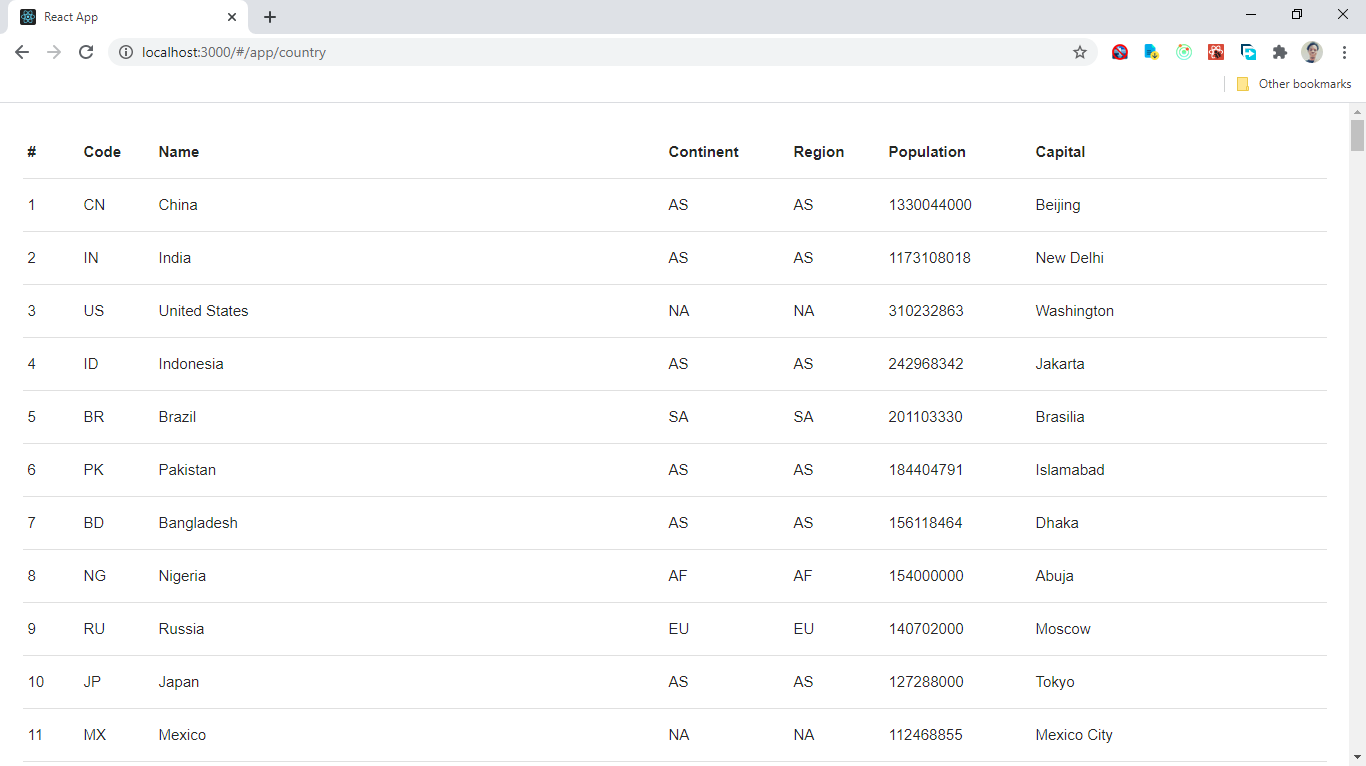 React App
localhost:3000/#/app/country
Other bookmarks
# Code Name Continent Region Population Capital
1 CN China AS AS 1330044000 Beijing
2 IN India AS AS 1173108018 New Delhi
3 US United States NA NA 310232863 Washington
4 ID Indonesia AS AS 242968342 Jakarta
5 BR Brazil SA SA 201103330 Brasilia
6 PK Pakistan AS AS 184404791 Islamabad
7 BD Bangladesh AS AS 156118464 Dhaka
8 NG Nigeria AF AF 154000000 Abuja
9 RU Russia EU EU 140702000 Moscow
10 JP Japan AS AS 127288000 Tokyo
11 MX Mexico NA NA 112468855 Mexico City